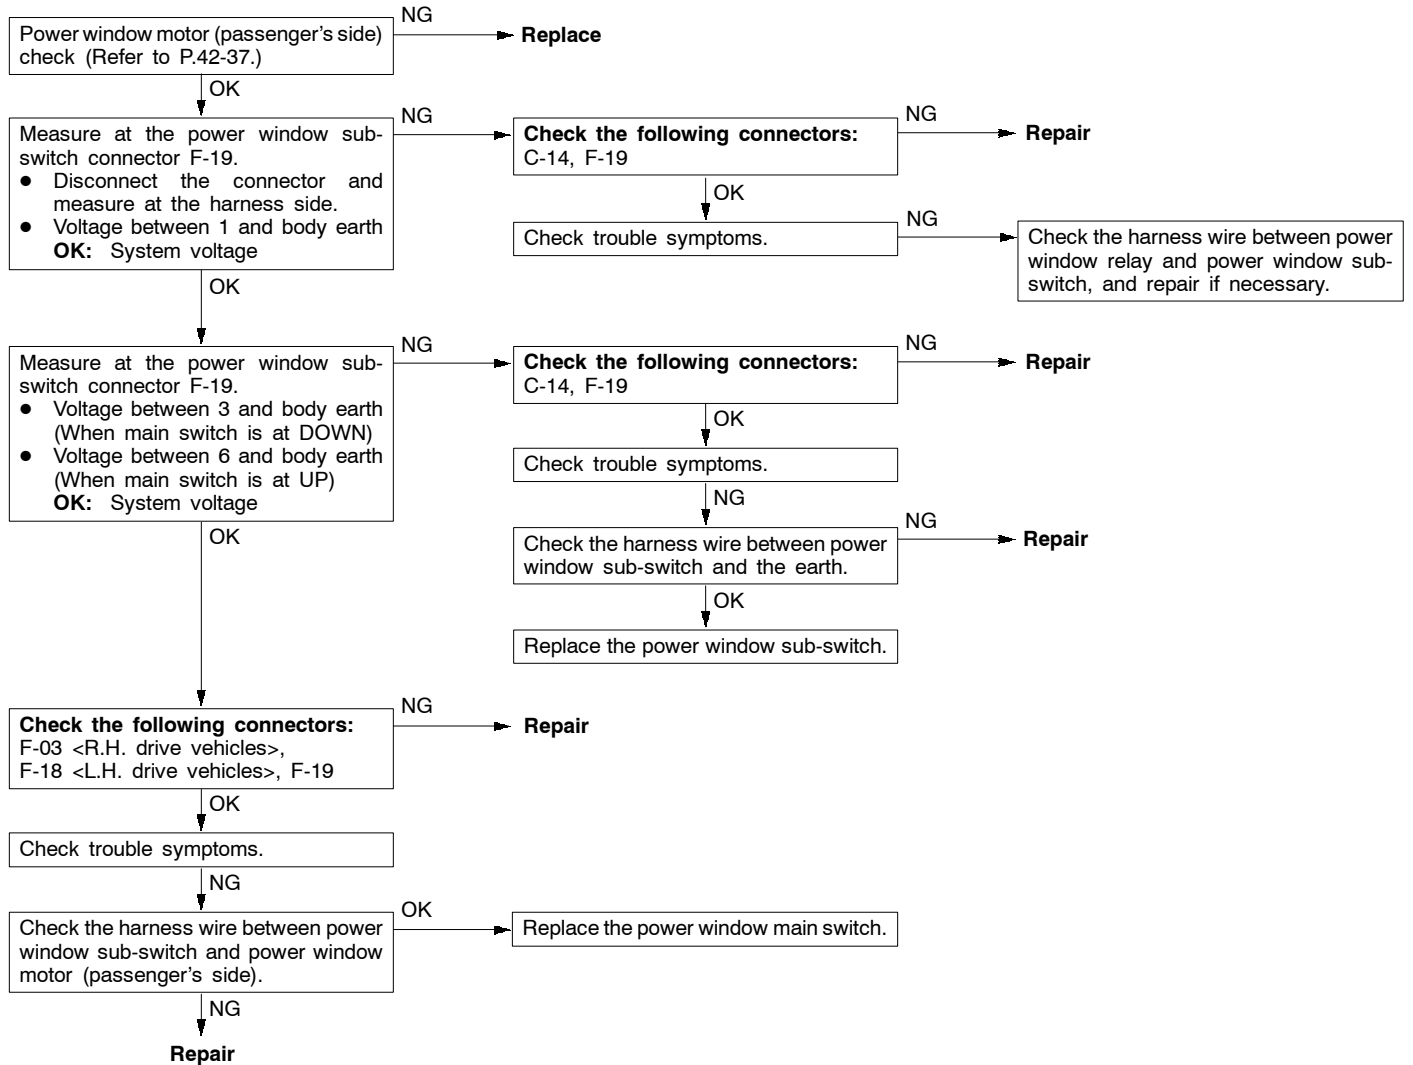 Power window motor (passenger's side)
check (Refer to P.42-37.)
NG
Replace
OK
Measure at the power window sub-
switch connector F-19.
● Disconnect the connector and
measure at the harness side.
● Voltage between 1 and body earth
OK: System voltage
NG
Check the following connectors:
C-14, F-19
NG
Repair
OK
Check trouble symptoms.
NG
Check the harness wire between power
window relay and power window sub-
switch, and repair if necessary.
OK
Measure at the power window sub-
switch connector F-19.
● Voltage between 3 and body earth
(When main switch is at DOWN)
● Voltage between 6 and body earth
(When main switch is at UP)
OK: System voltage
NG
Check the following connectors:
C-14, F-19
NG
Repair
OK
Check trouble symptoms.
NG
Check the harness wire between power
window sub-switch and the earth.
NG
Repair
OK
Replace the power window sub-switch.
OK
Check the following connectors:
F-03 <R.H. drive vehicles>,
F-18 <L.H. drive vehicles>, F-19
NG
Repair
OK
Check trouble symptoms.
NG
Check the harness wire between power
window sub-switch and power window
motor (passenger's side).
OK
Replace the power window main switch.
NG
Repair